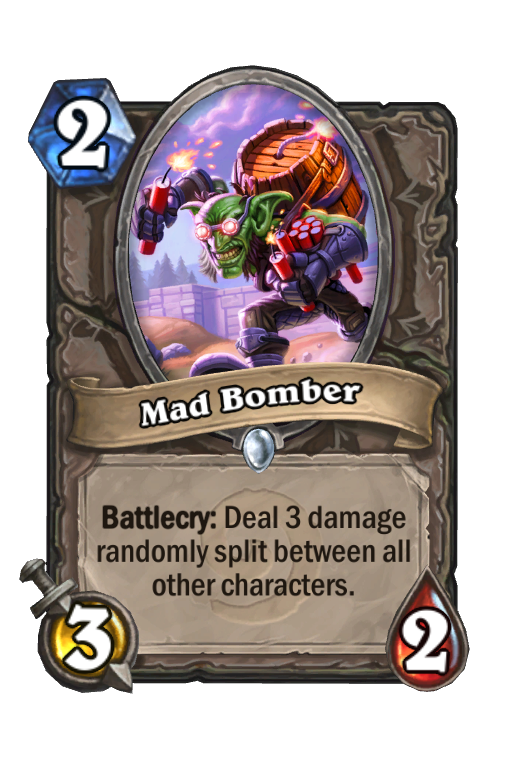 2
Mad Bomber
Battlecry: Deal 3 damage
randomly split between all
other characters.
3
2